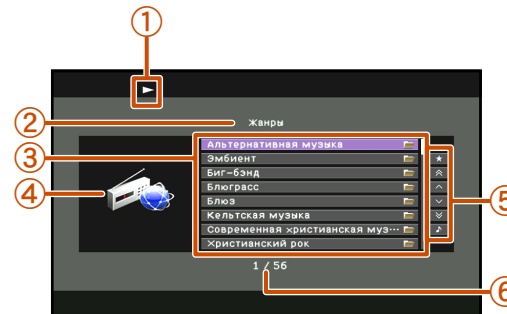 1
2
Жанры
3
Альтернативная музыка
Эмбиент
Биг-бэнд
4
Блюграсс
Блюз
5
Кельтская музыка
Современная христианская муз...
Христианский рок
1 / 56
6